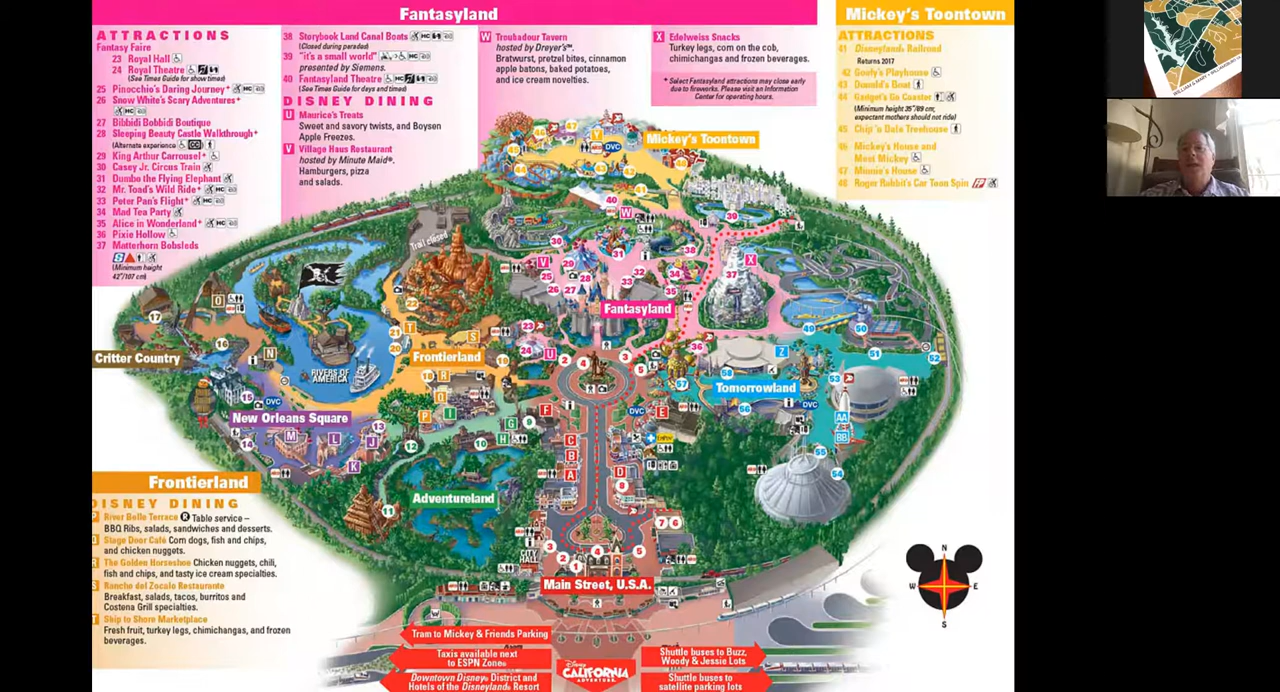 Fantasyland
ATTRACTIONS
Fantasy Faire
23 Royal Hall
24 Royal Theatre
(See Times Guide for show times)
25 Pinocchio's Daring Journey*
26 Snow White's Scary Adventures*
27 Bibbidi Bobbidi Boutique
28 Sleeping Beauty Castle Walkthrough*
(Alternate experience)
29 King Arthur Carrousel*
30 Casey Jr. Circus Train
31 Dumbo the Flying Elephant
32 Mr. Toad's Wild Ride*
33 Peter Pan's Flight*
34 Mad Tea Party
35 Alice in Wonderland*
36 Pixie Hollow
37 Matterhorn Bobsleds
(Minimum height
42"/107 cm)
38 Storybook Land Canal Boats
(Closed during parades)
39 "it's a small world"
presented by Siemens.
40 Fantasyland Theatre
(See Times Guide for days and times)
DISNEY DINING
U Maurice's Treats
Sweet and savory twists, and Boysen
Apple Freezes.
V Village Haus Restaurant
hosted by Minute Maid®.
Hamburgers, pizza
and salads.
W Troubadour Tavern
hosted by Dreyer's™.
Bratwurst, pretzel bites, cinnamon
apple batons, baked potatoes,
and ice cream novelties.
X Edelweiss Snacks
Turkey legs, corn on the cob,
chimichangas and frozen beverages.
* Select Fantasyland attractions may close early
due to fireworks. Please visit an Information
Center for operating hours.
Mickey's Toontown
ATTRACTIONS
41 Disneyland Railroad
Returns 2017
42 Goofy's Playhouse
43 Donald's Boat
44 Gadget's Go Coaster
(Minimum height 35"/89 cm;
expectant mothers should not ride)
45 Chip 'n Dale Treehouse
46 Mickey's House and
Meet Mickey
47 Minnie's House
48 Roger Rabbit's Car Toon Spin
Mickey's Toontown
Trail closed
Fantasyland
Critter Country
Frontierland
RIVERS OF
AMERICA
Tomorrowland
New Orleans Square
Adventureland
CITY
HALL
Main Street, U.S.A.
Frontierland
DISNEY DINING
P River Belle Terrace R Table service –
BBQ Ribs, salads, sandwiches and desserts.
Q Stage Door Café Corn dogs, fish and chips,
and chicken nuggets.
R The Golden Horseshoe Chicken nuggets, chili,
fish and chips, and tasty ice cream specialties.
S Rancho del Zocalo Restaurante
Breakfast, salads, tacos, burritos and
Costena Grill specialties.
T Ship to Shore Marketplace
Fresh fruit, turkey legs, chimichangas, and frozen
beverages.
N
W E
S
Tram to Mickey & Friends Parking
Taxis available next
to ESPN Zone®
Downtown Disney® District and
Hotels of the Disneyland® Resort
Disney
CALIFORNIA
ADVENTURE
Shuttle buses to Buzz,
Woody & Jessie Lots
Shuttle buses to
satellite parking lots